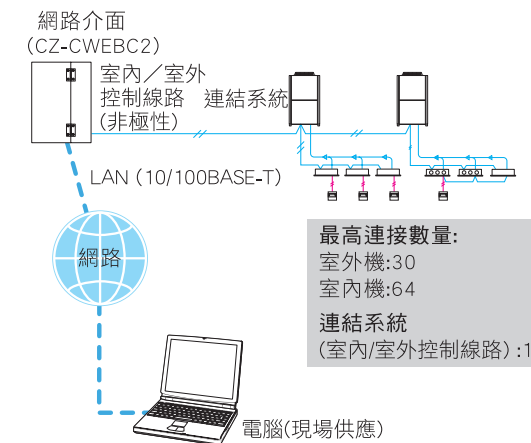 網路介面
(CZ-CWEBC2)
室內／室外
控制線路
(非極性)
連結系統
LAN (10/100BASE-T)
網路
最高連接數量:
室外機:30
室內機:64
連結系統
(室內/室外控制線路) :1
電腦(現場供應)